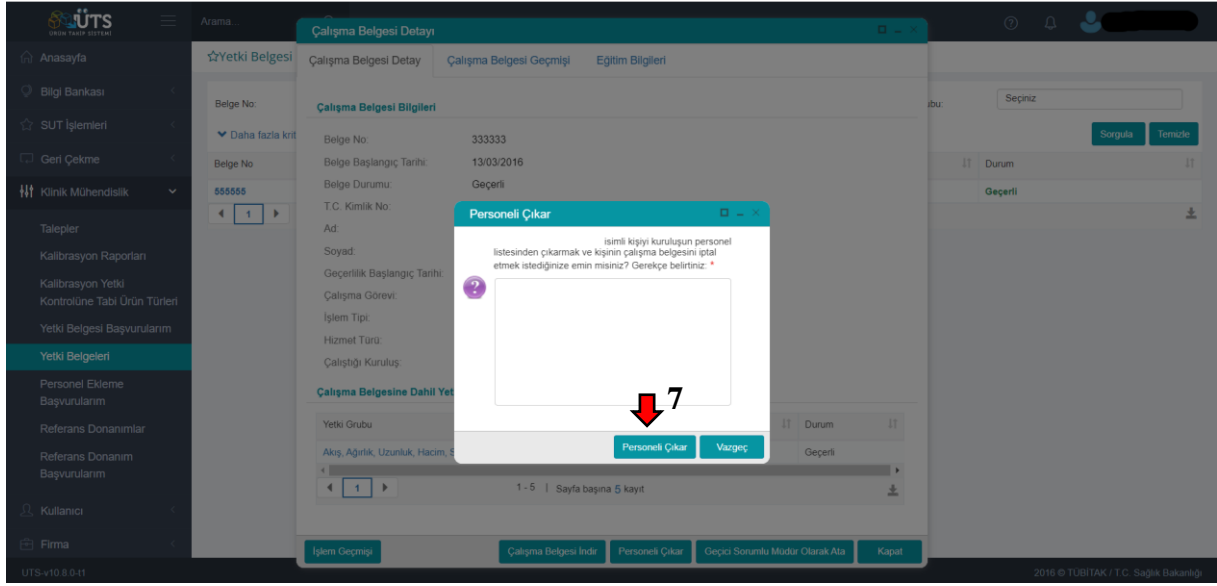 ÜTS
ÜRÜN TAKİP SİSTEMİ
Arama...
Anasayfa
Bilgi Bankası
SUT İşlemleri
Geri Çekme
Klinik Mühendislik
Talepler
Kalibrasyon Raporları
Kalibrasyon Yetki
Kontrolüne Tabi Ürün Türleri
Yetki Belgesi Başvurularım
Yetki Belgeleri
Personel Ekleme
Başvurularım
Referans Donanımlar
Referans Donanım
Başvurularım
Kullanıcı
Firma
UTS-v10.8.0-t1
Yetki Belgesi
Belge No:
Daha fazla krit
Belge No
555555
1
ubu:
Seçiniz
Sorgula
Temizle
Durum
Geçerli
Çalışma Belgesi Detayı
Çalışma Belgesi Detay
Çalışma Belgesi Geçmişi
Eğitim Bilgileri
Çalışma Belgesi Bilgileri
Belge No: 333333
Belge Başlangıç Tarihi: 13/03/2016
Belge Durumu: Geçerli
T.C. Kimlik No:
Ad:
Soyad:
Geçerlilik Başlangıç Tarihi:
Çalışma Görevi:
İşlem Tipi:
Hizmet Türü:
Çalıştığı Kuruluş:
Çalışma Belgesine Dahil Yet
Yetki Grubu
Durum
Akış, Ağırlık, Uzunluk, Hacim, S
Geçerli
1
1 - 5 | Sayfa başına 5 kayıt
İşlem Geçmişi
Çalışma Belgesi İndir
Personeli Çıkar
Geçici Sorumlu Müdür Olarak Ata
Kapat
Personeli Çıkar
isimli kişiyi kuruluşun personel
listesinden çıkarmak ve kişinin çalışma belgesini iptal
etmek istediğinize emin misiniz? Gerekçe belirtiniz: *
7
Personeli Çıkar
Vazgeç
2016 © TÜBİTAK / T.C. Sağlık Bakanlığı